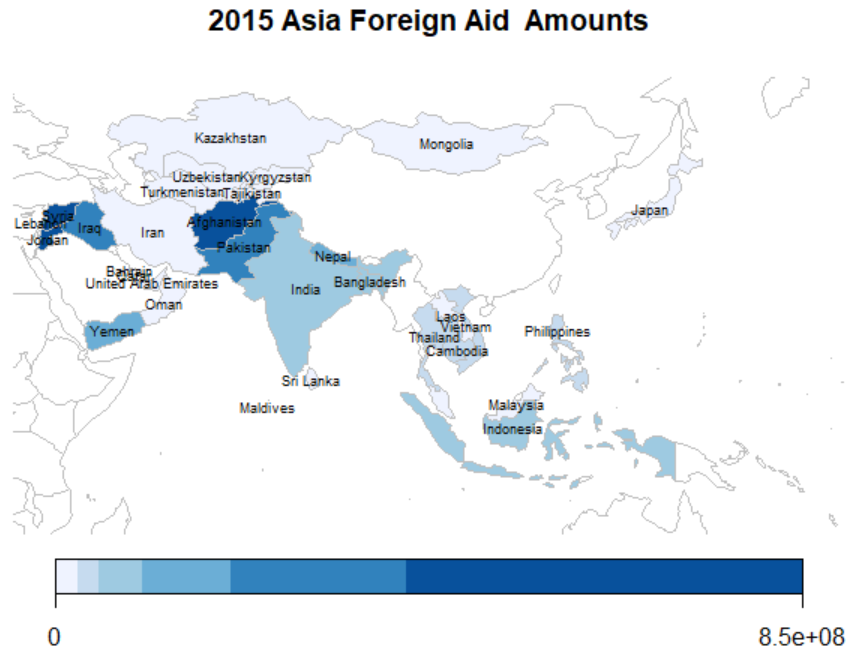 2015 Asia Foreign Aid  Amounts
Kazakhstan
Mongolia
Uzbekistan
Kyrgyzstan
Turkmenistan
Tajikistan
Japan
Syria
Lebanon
Iraq
Afghanistan
Iran
Jordan
Pakistan
Nepal
Bahrain
Qatar
United Arab Emirates
India
Bangladesh
Oman
Laos
Yemen
Vietnam
Philippines
Thailand
Cambodia
Sri Lanka
Maldives
Malaysia
Indonesia
0
8.5e+08